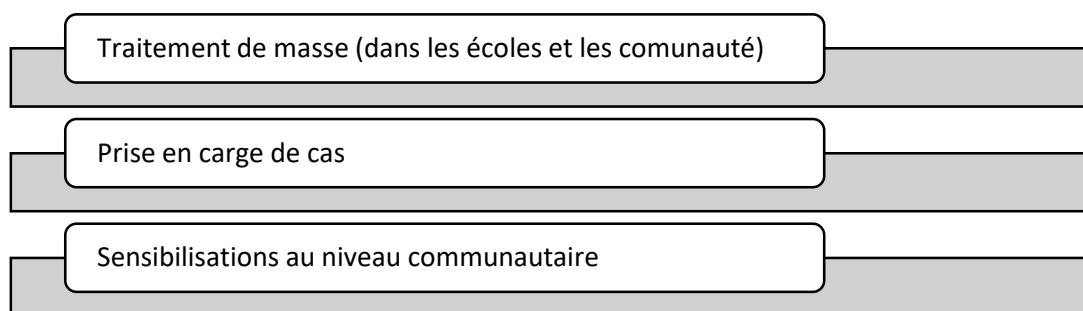 Traitement de masse (dans les écoles et les comunauté)
Prise en carge de cas
Sensibilisations au niveau communautaire